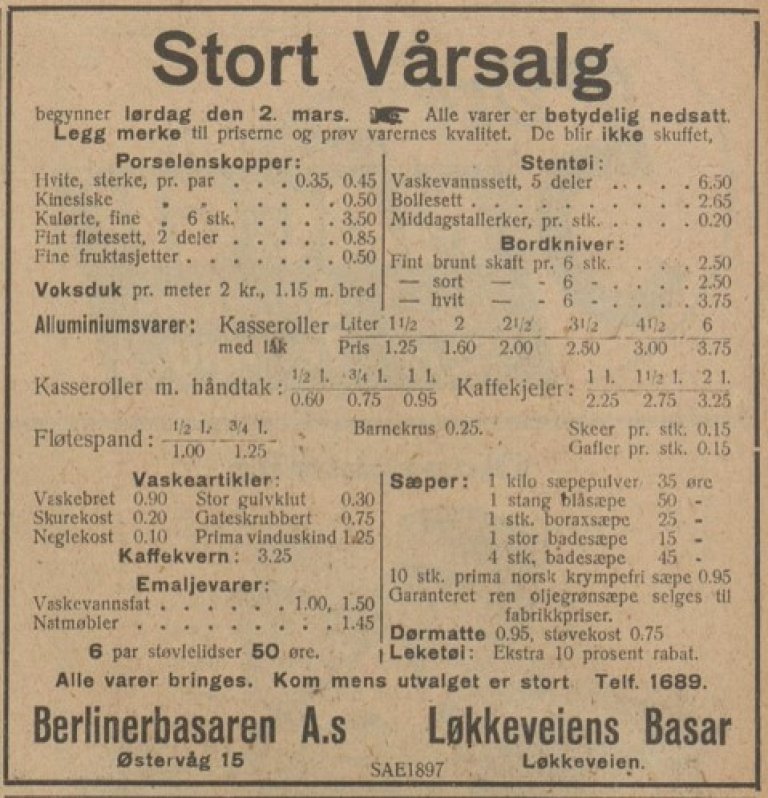 Stort Vårsalg
begynner lørdag den 2. mars. Alle varer er betydelig nedsatt.
Legg merke til priserne og prøv varernes kvalitet. De blir ikke skuffet,
Porselenskopper:
Hvite, sterke, pr. par . . . 0.35, 0.45
Kinesiske „ „ . . . . . 0.50
Kulørte, fine „ 6 stk. . . . . 3.50
Fint fløtesett, 2 deler . . . . . 0.85
Fine fruktasjetter . . . . . . . 0.50
Voksduk pr. meter 2 kr., 1.15 m. bred
Stentøi:
Vaskevannssett, 5 deler . . . . . 6.50
Bollesett . . . . . . . . . . 2.65
Middagstallerker, pr. stk. . . . . . 0.20
Bordkniver:
Fint brunt skaft pr. 6 stk. . . . . 2.50
— sort — - 6 - . . . . . 2.50
— hvit — - 6 - . . . . . 3.75
Alluminiumsvarer: Kasseroller Liter 1 1/2 2 2 1/2 3 1/2 4 1/2 6
med låk Pris 1.25 1.60 2.00 2.50 3.00 3.75
Kasseroller m. håndtak: 1/2 l. 3/4 l. 1 l.
0.60 0.75 0.95
Kaffekjeler: 1 l. 1 1/2 l. 2 l.
2.25 2.75 3.25
Fløtespand: 1/2 l. 3/4 l.
1.00 1.25
Barnekrus 0.25.
Skeer pr. stk. 0.15
Gafler pr. stk. 0.15
Vaskeartikler:
Vaskebret 0.90 Stor gulvklut 0.30
Skurekost 0.20 Gateskrubbert 0.75
Neglekost 0.10 Prima vinduskind 1.25
Kaffekvern: 3.25
Emaljevarer:
Vaskevannsfat . . . . . . 1.00, 1.50
Natmøbler . . . . . . . . 1.45
6 par støvlelidser 50 øre.
Sæper: 1 kilo sæpepulver 35 øre
1 stang blåsæpe 50 -
1 stk. boraxsæpe 25 -
1 stor badesæpe 15 -
4 stk. badesæpe 45 -
10 stk. prima norsk krympefri sæpe 0.95
Garanteret ren oljegrønsæpe selges til
fabrikkpriser.
Dørmatte 0.95, støvekost 0.75
Leketøi: Ekstra 10 prosent rabat.
Alle varer bringes. Kom mens utvalget er stort Telf. 1689.
Berlinerbasaren A.s
Østervåg 15
Løkkeveiens Basar
Løkkeveien.
SAE1897